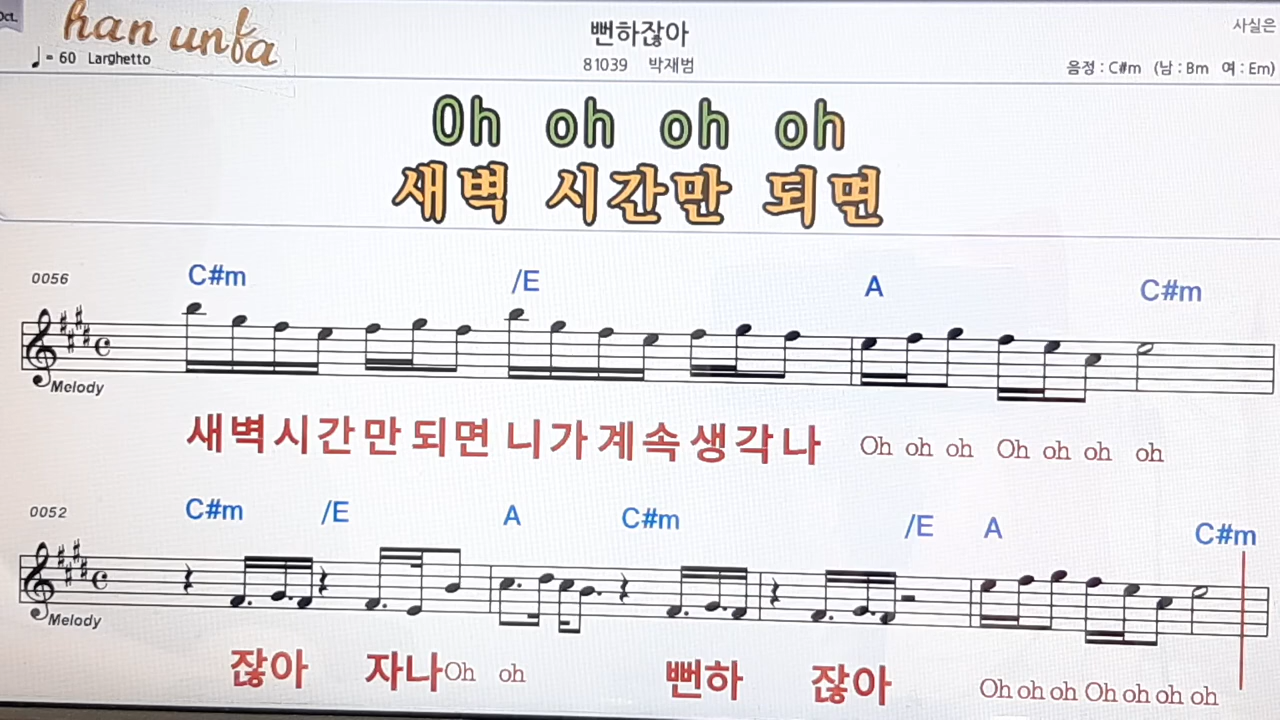 Oct.
han unfa
♩= 60 Larghetto
뻔하잖아
81039 박재범
사실은
음정 : C#m (남 : Bm 여 : Em)
Oh oh oh oh
새벽 시간만 되면
0056
C#m /E A C#m
Melody
새벽시간만되면 니가계속생각나 Oh oh oh Oh oh oh oh
0052
C#m /E A C#m /E A C#m
Melody
잖아 자나 Oh oh 뻔하 잖아 Oh oh oh Oh oh oh oh